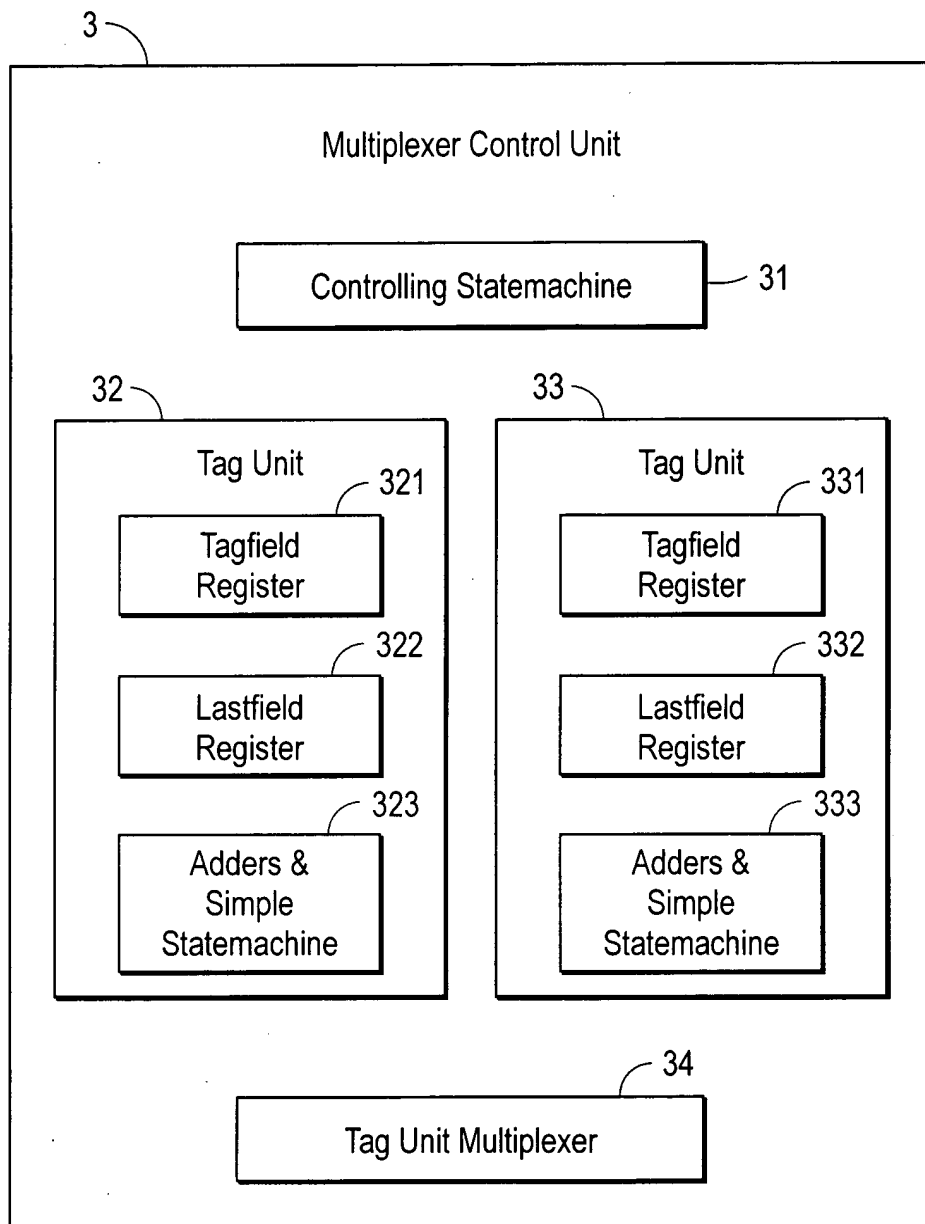 3
Multiplexer Control Unit
Controlling Statemachine
31
32
33
Tag Unit
321
Tagfield
Register
322
Lastfield
Register
323
Adders &
Simple
Statemachine
Tag Unit
331
Tagfield
Register
332
Lastfield
Register
333
Adders &
Simple
Statemachine
34
Tag Unit Multiplexer